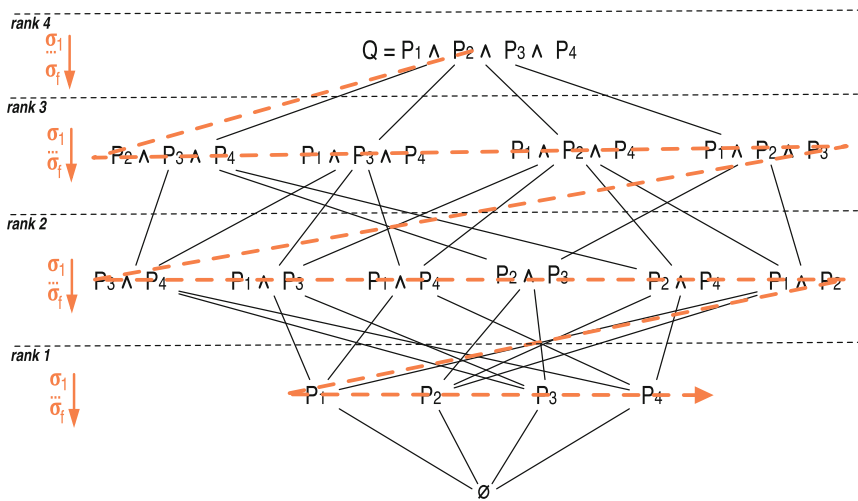 rank 4
σ1
...
σf
Q = P1 ∧ P2 ∧ P3 ∧ P4
rank 3
σ1
...
σf
P2 ∧ P3 ∧ P4 P1 ∧ P3 ∧ P4 P1 ∧ P2 ∧ P4 P1 ∧ P2 ∧ P3
rank 2
σ1
...
σf
P3 ∧ P4 P1 ∧ P3 P1 ∧ P4 P2 ∧ P3 P2 ∧ P4 P1 ∧ P2
rank 1
σ1
...
σf
P1 P2 P3 P4
ø